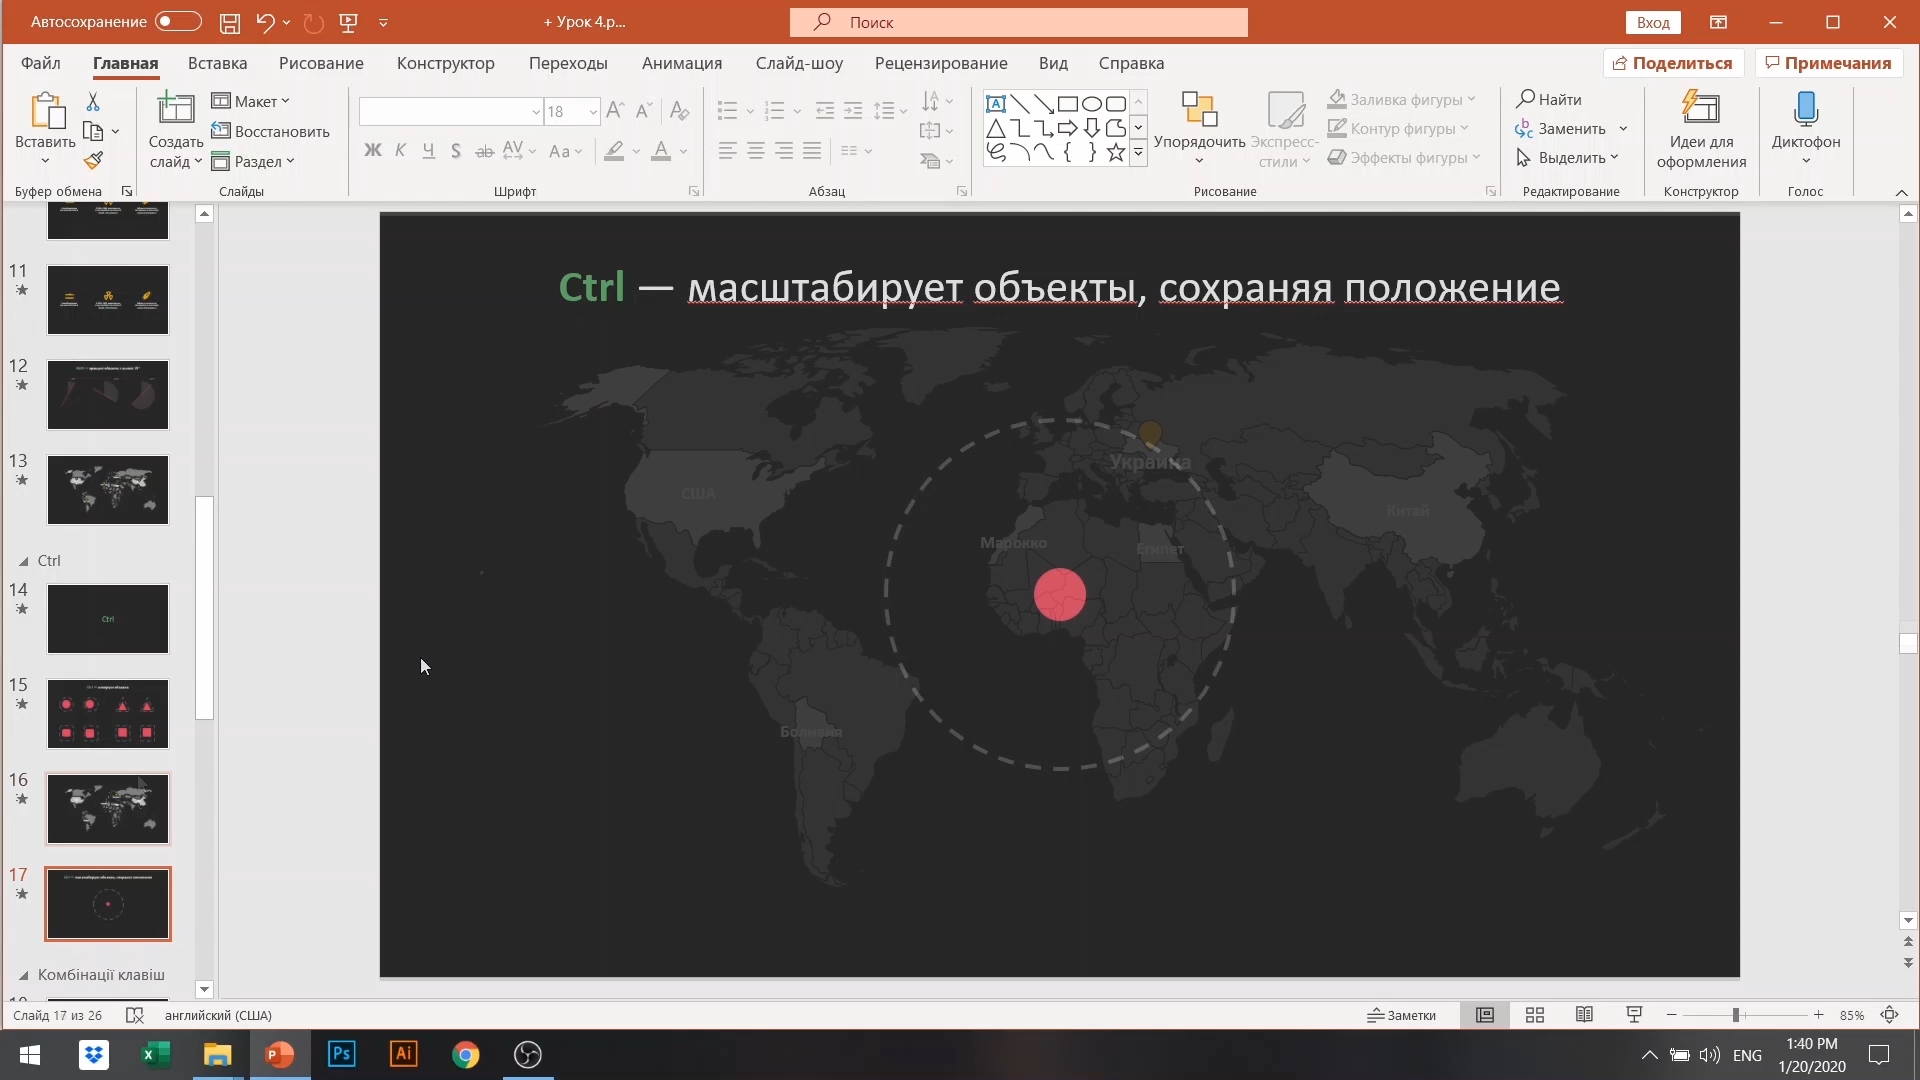 Автосохранение
+ Урок 4.p...
Поиск
Вход
Файл
Главная
Вставка
Рисование
Конструктор
Переходы
Анимация
Слайд-шоу
Рецензирование
Вид
Справка
Поделиться
Примечания
Вставить
Создать слайд
Макет
Восстановить
Раздел
18
Ж К Ч S ab AV Aa A
Упорядочить
Экспресс-стили
Заливка фигуры
Контур фигуры
Эффекты фигуры
Найти
Заменить
Выделить
Идеи для оформления
Диктофон
Буфер обмена
Слайды
Шрифт
Абзац
Рисование
Редактирование
Конструктор
Голос
11
12
13
Ctrl
14
Ctrl
15
16
17
Комбінації клавіш
Ctrl — масштабирует объекты, сохраняя положение
Украина
США
Китай
Марокко
Египет
Боливия
Слайд 17 из 26
английский (США)
Заметки
85%
Ps
Ai
ENG
1:40 PM
1/20/2020